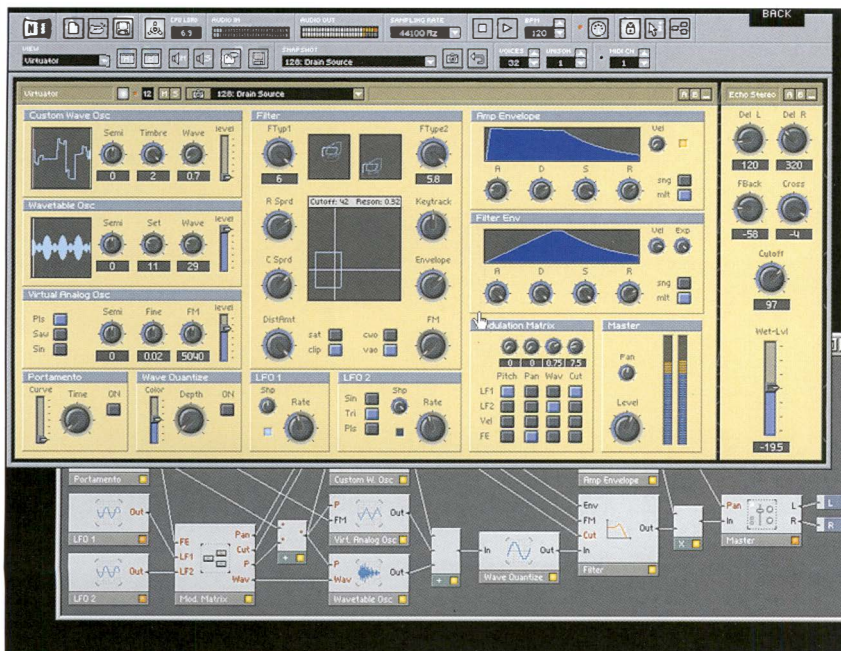 BACK
NI
CPU LOAD AUDIO IN AUDIO OUT SAMPLING RATE BPM
6.9 44100 Hz 120
VIEW SNAPSHOT VOICES UNISON MIDI CH
Virtuator 128: Drain Source 32 1 1
Virtuator 12 M S 128: Drain Source A B
Echo Stereo A B
Custom Wave Osc
Semi Timbre Wave level
0 2 0.7
Wavetable Osc
Semi Set Wave level
0 11 29
Virtual Analog Osc
Semi Fine FM level
Pls
Saw
Sin
0 0.02 5040
Portamento
Curve Time ON
Wave Quantize
Color Depth ON
Filter
FTyp1 FType2
6 5.8
R Sprd Cutoff: 42 Reson: 0.32 Keytrack
C Sprd Envelope
DistAmt sat cwo FM
clip vao
LFO 1
Shp Rate
LFO 2
Sin Shp Rate
Tri
Pls
Amp Envelope
Vel
A D S R sng
mlt
Filter Env
Vel Exp
A D S R sng
mlt
Modulation Matrix
0 0 0.75 7.5
Pitch Pan Wav Cut
LF1
LF2
Vel
FE
Master
Pan
Level
Del L Del R
120 320
FBack Cross
-58 -4
Cutoff
97
Wet-Lvl
-19.5
Portamento Custom W. Osc Amp Envelope
Out
LFO 1
Out
LFO 2
FE Pan
LF1 Cut
LF2 P
Wav
Mod. Matrix
+
P Out
FM
Virt. Analog Osc
P
Wav Out
Wavetable Osc
+
In Out
Wave Quantize
Env
FM
Cut Out
In
Filter
X
Pan L
In R
Master
L
R